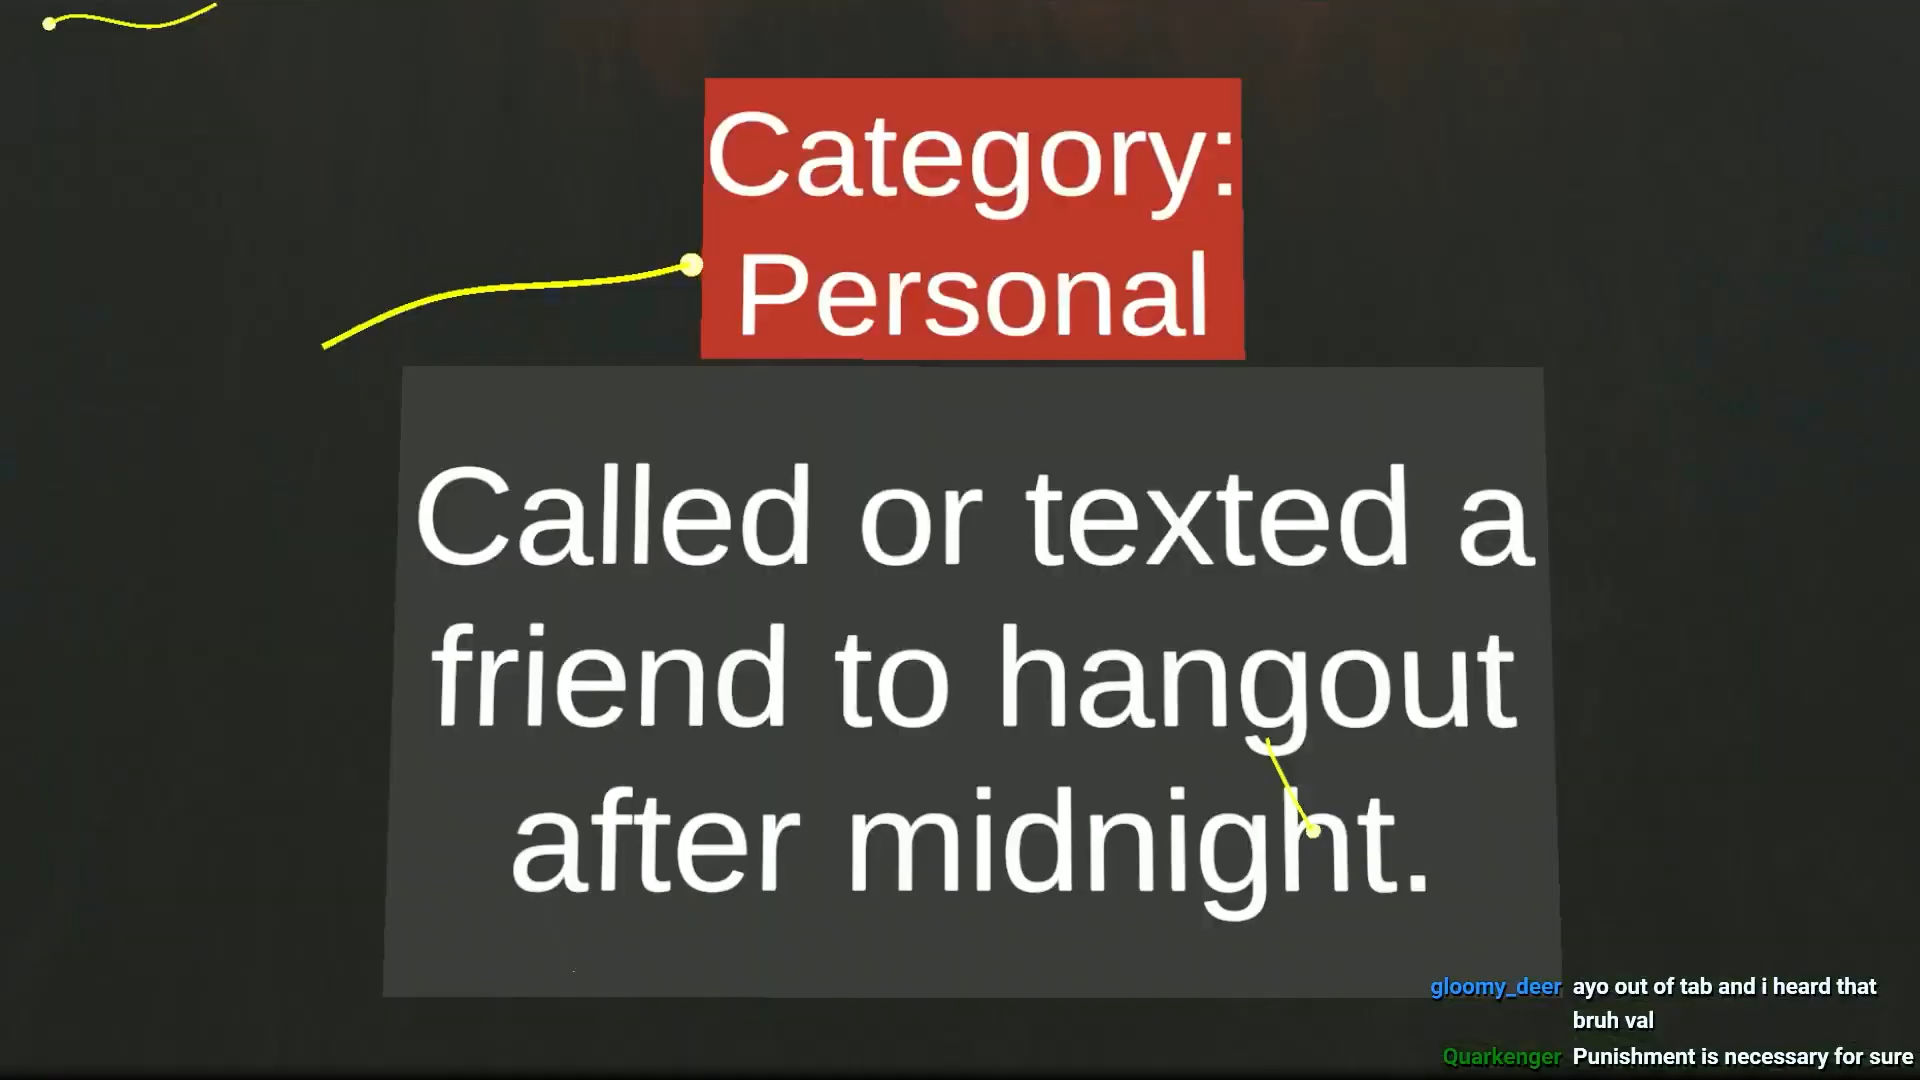 Category:
Personal
Called or texted a
friend to hangout
after midnight.
gloomy_deer ayo out of tab and i heard that
bruh val
Quarkenger Punishment is necessary for sure